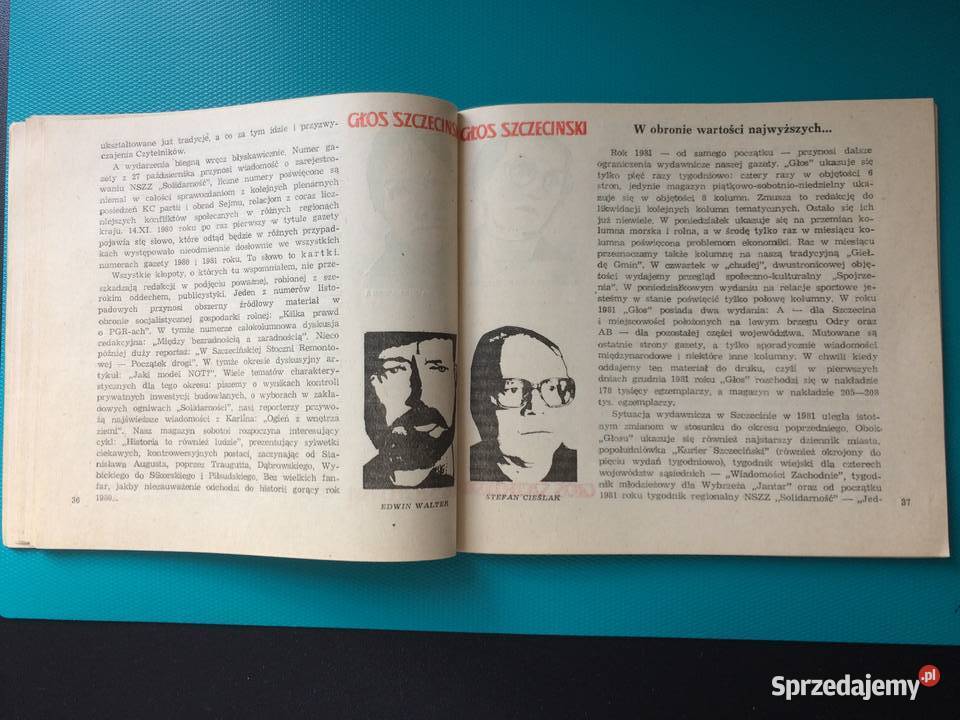 GŁOS SZCZECIŃSKI
ukształtowane już tradycje, a co za tym idzie i przyzwy-
czajenia Czytelników.
A wydarzenia biegną wręcz błyskawicznie. Numer ga-
zety z 27 października przynosi wiadomość o zarejestro-
waniu NSZZ „Solidarność", liczne numery poświęcone są
niemal w całości sprawozdaniom z kolejnych plenarnych
posiedzeń KC partii i obrad Sejmu, relacjom z coraz licz-
niejszych konfliktów społecznych w różnych regionach
kraju. 14.XI. 1980 roku po raz pierwszy w tytule gazety
pojawia się słowo, które odtąd będzie w różnych przypad-
kach występowało nieodmiennie dosłownie we wszystkich
numerach gazety 1980 i 1981 roku. To słowo to kartki.
Wszystkie kłopoty, o których tu wspomniałem, nie prze-
szkadzają redakcji w podjęciu poważnej, robionej z sze-
rokim oddechem, publicystyki. Jeden z numerów listo-
padowych przynosi obszerny źródłowy materiał w
obronie socjalistycznej gospodarki rolnej: „Kilka prawd
o PGR-ach". W tymże numerze całokolumnowa dyskusja
redakcyjna: „Między bezradnością a zaradnością". Nieco
później duży reportaż: „W Szczecińskiej Stoczni Remonto-
wej — Początek drogi". W tymże okresie dyskusyjny ar-
tykuł: „Jaki model NOT?". Wiele tematów charaktery-
stycznych dla tego okresu: piszemy o wynikach kontroli
prywatnych inwestycji budowlanych, o wyborach w zakła-
dowych ogniwach „Solidarności", nasi reporterzy przywo-
żą najświeższe wiadomości z Karlina: „Ogień z wnętrza
ziemi". Nasz magazyn sobotni rozpoczyna interesujący
cykl: „Historia to również ludzie", prezentujący sylwetki
ciekawych, kontrowersyjnych postaci, zaczynając od Sta-
nisława Augusta, poprzez Traugutta, Dąbrowskiego, Wy-
bickiego do Sikorskiego i Piłsudskiego. Bez wielkich fan-
far, jakby niezauważenie odchodzi do historii gorący rok
1980...
36
EDWIN WALTER
GŁOS SZCZECIŃSKI
STEFAN CIEŚLAK
W obronie wartości najwyższych...
Rok 1981 — od samego początku — przynosi dalsze
ograniczenia wydawnicze naszej gazety. „Głos" ukazuje się
tylko pięć razy tygodniowo: cztery razy w objętości 6
stron, jedynie magazyn piątkowo-sobotnio-niedzielny uka-
zuje się w objętości 8 kolumn. Zmusza to redakcję do
likwidacji kolejnych kolumn tematycznych. Ostało się ich
już niewiele. W poniedziałek ukazuje się na przemian ko-
lumna morska i rolna, a w środę tylko raz w miesiącu ko-
lumna poświęcona problemom ekonomiki. Raz w miesiącu
przeznaczamy także kolumnę na naszą tradycyjną „Gieł-
dę Gmin". W czwartek w „chudej", dwustronicowej obję-
tości wydajemy przegląd społeczno-kulturalny „Spojrze-
nia". W poniedziałkowym wydaniu na relacje sportowe je-
steśmy w stanie poświęcić tylko połowę kolumny. W roku
1981 „Głos" posiada dwa wydania: A — dla Szczecina
i miejscowości położonych na lewym brzegu Odry oraz
AB — dla pozostałej części województwa. Mutowane są
ostatnie strony gazety, a tylko sporadycznie wiadomości
międzynarodowe i niektóre inne kolumny. W chwili kiedy
oddajemy ten materiał do druku, czyli w pierwszych
dniach grudnia 1981 roku „Głos" rozchodzi się w nakładzie
178 tysięcy egzemplarzy, a magazyn w nakładzie 205—208
tys. egzemplarzy.
Sytuacja wydawnicza w Szczecinie w 1981 uległa istot-
nym zmianom w stosunku do okresu poprzedniego. Obok
„Głosu" ukazuje się również najstarszy dziennik miasta,
popołudniówka „Kurier Szczeciński" (również okrojony do
pięciu wydań tygodniowo), tygodnik wiejski dla czterech
województw sąsiednich — „Wiadomości Zachodnie", tygod-
nik młodzieżowy dla Wybrzeża „Jantar" oraz od początku
1981 roku tygodnik regionalny NSZZ „Solidarność" — „Jed-
37
Sprzedajemy.pl